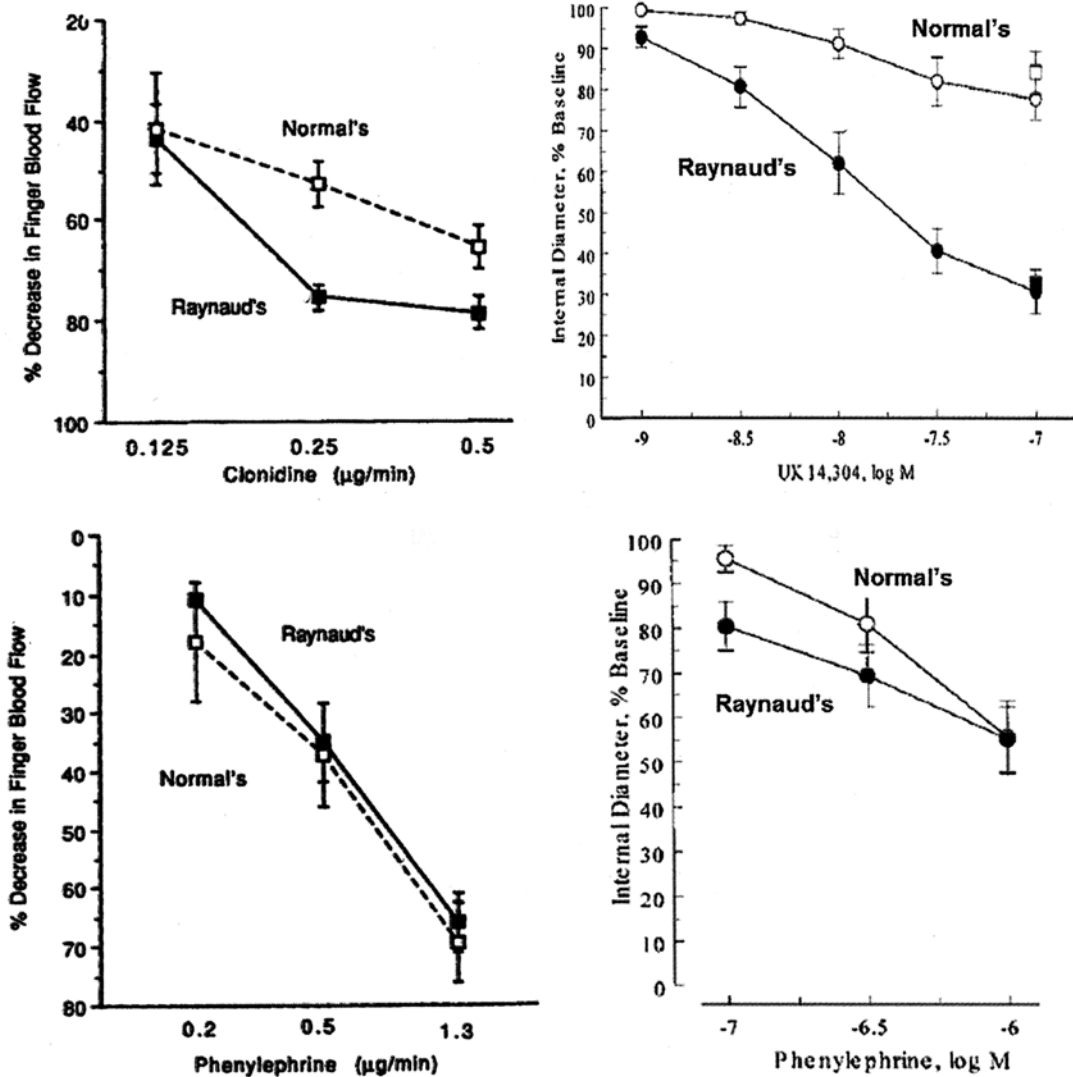 % Decrease in Finger Blood Flow
20
40
60
80
100
Normal's
Raynaud's
0.125 0.25 0.5
Clonidine (μg/min)
Internal Diameter, % Baseline
100
90
80
70
60
50
40
30
20
10
0
Normal's
Raynaud's
-9 -8.5 -8 -7.5 -7
UK 14,304, log M
% Decrease in Finger Blood Flow
0
10
20
30
40
50
60
70
80
Raynaud's
Normal's
0.2 0.5 1.3
Phenylephrine (μg/min)
Internal Diameter, % Baseline
100
90
80
70
60
50
40
30
20
10
0
Normal's
Raynaud's
-7 -6.5 -6
Phenylephrine, log M